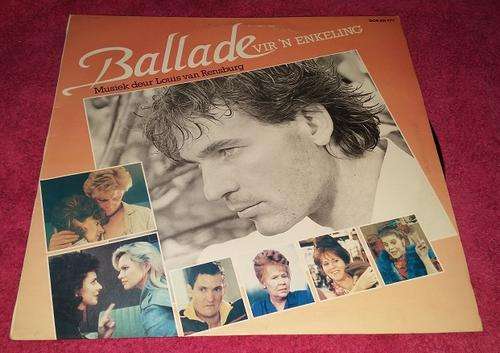 Ballade VIR 'N ENKELING
Musiek deur Louis van Rensburg